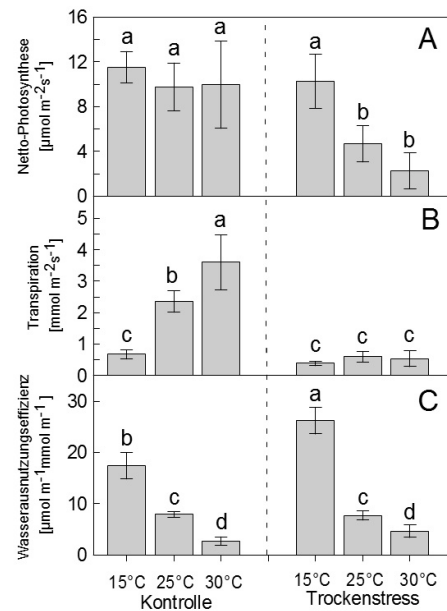 16
12
8
4
0
Netto-Photosynthese
[µmol m⁻²s⁻¹]
a a a a b b
A
5
4
3
2
1
0
Transpiration
[mmol m⁻²s⁻¹]
c b a c c c
B
30
20
10
0
Wasserausnutzungseffizienz
[µmol m⁻¹mmol m⁻¹]
b c d a c d
C
15°C 25°C 30°C 15°C 25°C 30°C
Kontrolle Trockenstress